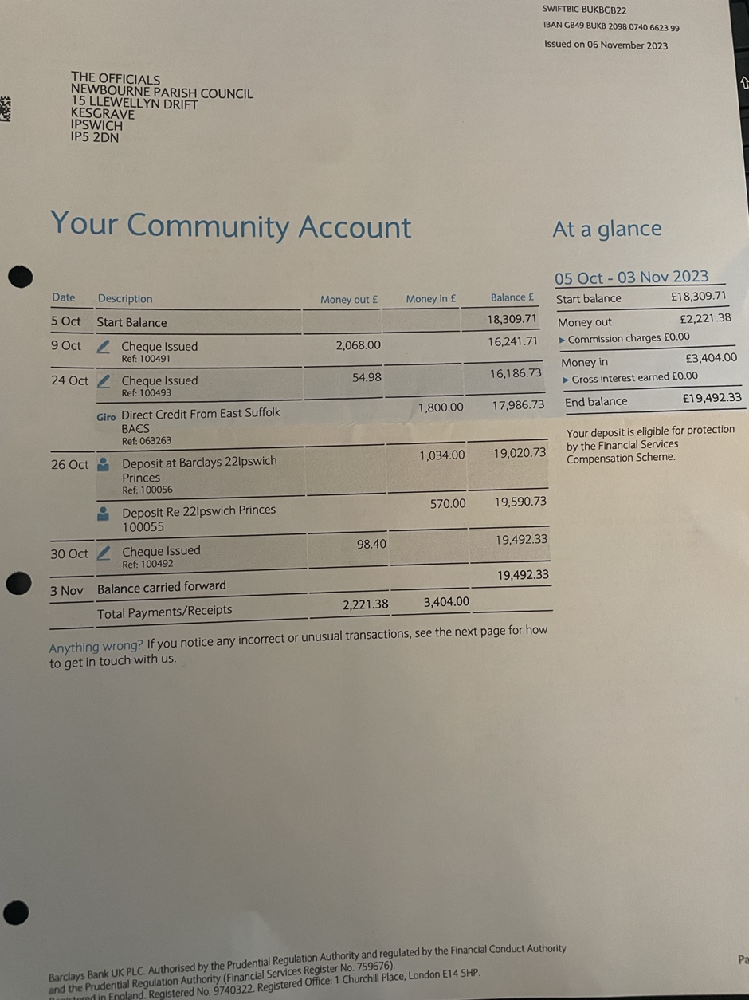 SWIFTBIC BUKBGB22
IBAN GB49 BUKB 2098 0740 6623 99
Issued on 06 November 2023
THE OFFICIALS
NEWBOURNE PARISH COUNCIL
15 LLEWELLYN DRIFT
KESGRAVE
IPSWICH
IP5 2DN
Your Community Account
Date Description Money out £ Money in £ Balance £
5 Oct Start Balance 18,309.71
9 Oct Cheque Issued 2,068.00 16,241.71
Ref: 100491
24 Oct Cheque Issued 54.98 16,186.73
Ref: 100493
Giro Direct Credit From East Suffolk 1,800.00 17,986.73
BACS
Ref: 063263
26 Oct Deposit at Barclays 22Ipswich 1,034.00 19,020.73
Princes
Ref: 100056
Deposit Re 22Ipswich Princes 570.00 19,590.73
100055
30 Oct Cheque Issued 98.40 19,492.33
Ref: 100492
3 Nov Balance carried forward 19,492.33
Total Payments/Receipts 2,221.38 3,404.00
Anything wrong? If you notice any incorrect or unusual transactions, see the next page for how
to get in touch with us.
At a glance
05 Oct - 03 Nov 2023
Start balance £18,309.71
Money out £2,221.38
Commission charges £0.00
Money in £3,404.00
Gross interest earned £0.00
End balance £19,492.33
Your deposit is eligible for protection
by the Financial Services
Compensation Scheme.
Barclays Bank UK PLC. Authorised by the Prudential Regulation Authority and regulated by the Financial Conduct Authority
and the Prudential Regulation Authority (Financial Services Register No. 759676).
Registered in England. Registered No. 9740322. Registered Office: 1 Churchill Place, London E14 5HP.